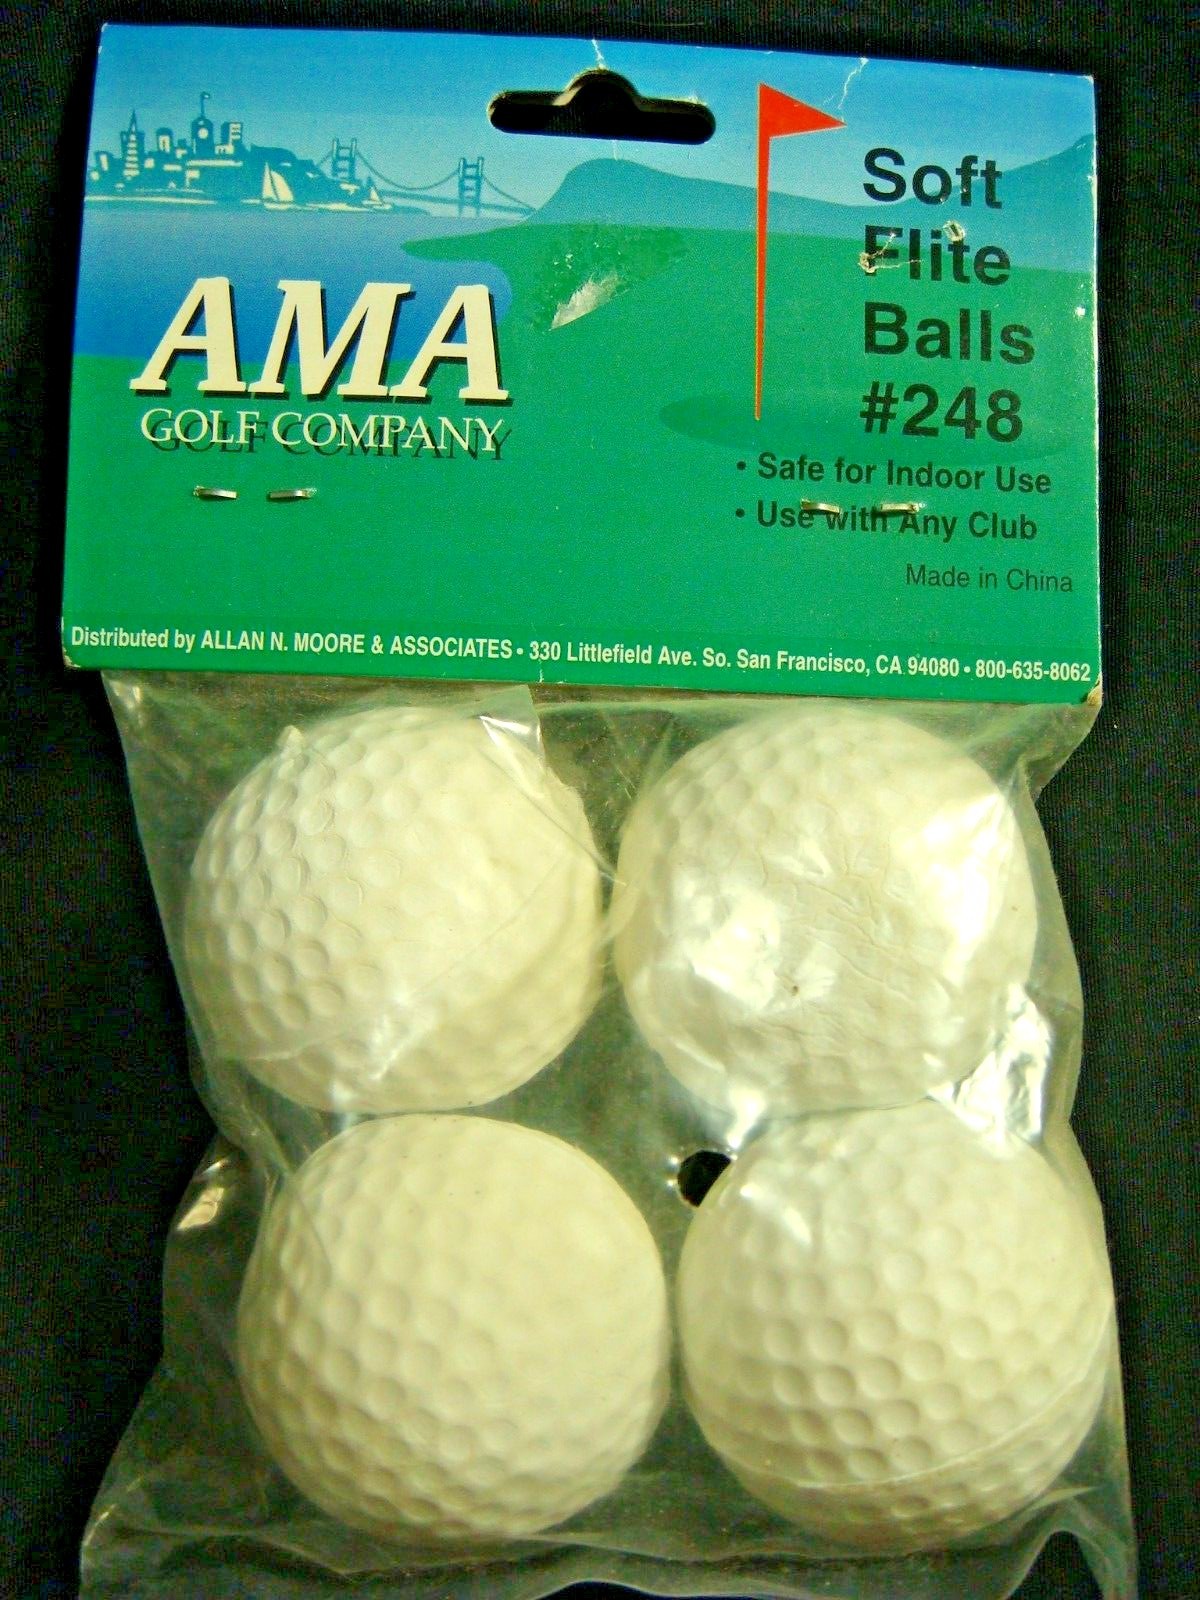 AMA
GOLF COMPANY
Soft
Flite
Balls
#248
• Safe for Indoor Use
• Use with Any Club
Made in China
Distributed by ALLAN N. MOORE & ASSOCIATES • 330 Littlefield Ave. So. San Francisco, CA 94080 • 800-635-8062